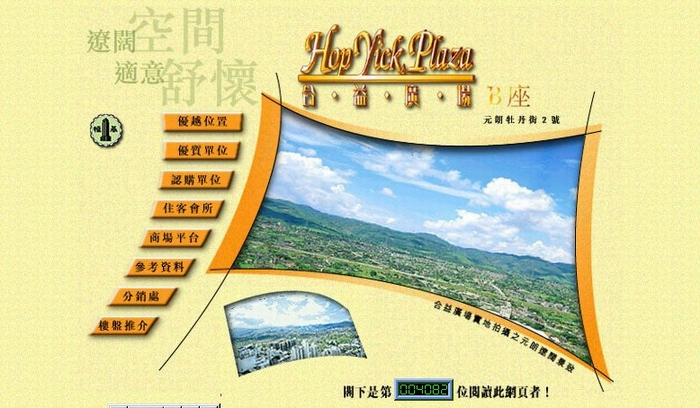 遼闊空間
適意舒懷
Hop Yick Plaza
合·益·廣·場 B座
元朗牡丹街2號
優越位置
優質單位
認購單位
住客會所
商場平台
參考資料
分銷處
樓盤推介
合益廣場實地拍攝之元朗遼闊景致
閣下是第 004082 位閱讀此網頁者！